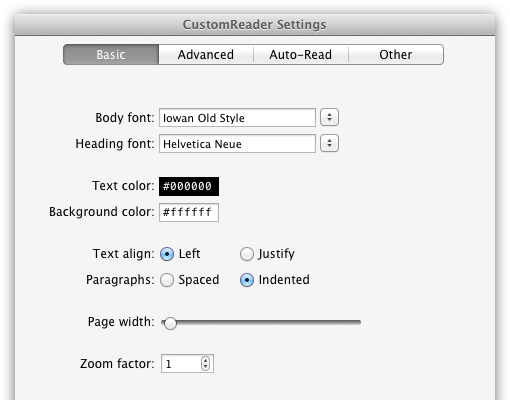 CustomReader Settings
Basic Advanced Auto-Read Other
Body font: Iowan Old Style
Heading font: Helvetica Neue
Text color: #000000
Background color: #ffffff
Text align: Left Justify
Paragraphs: Spaced Indented
Page width:
Zoom factor: 1